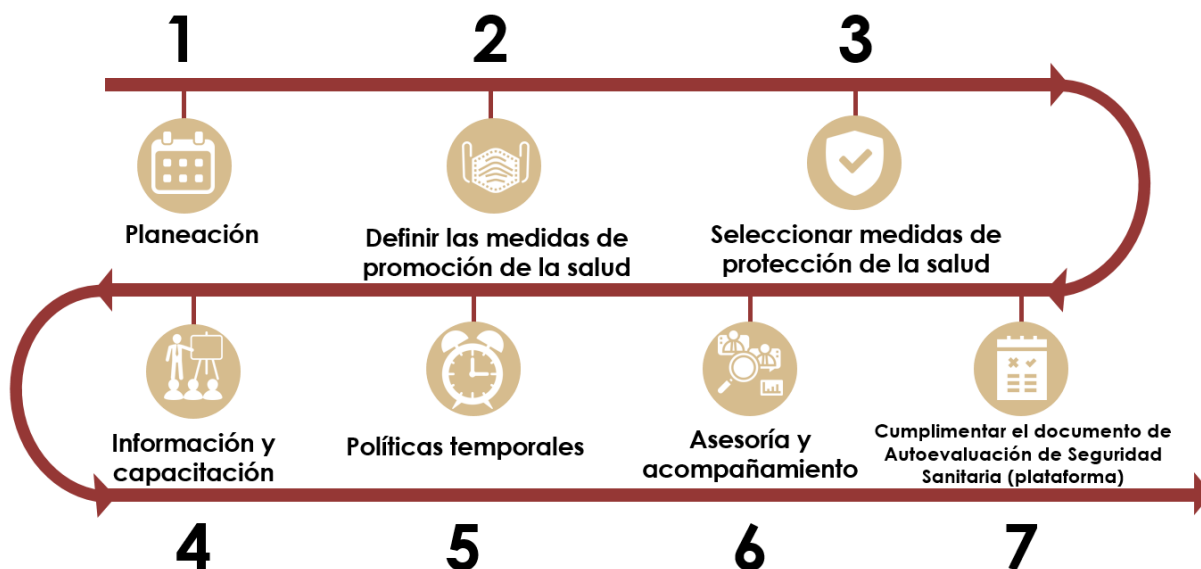 1
2
3
Planeación
Definir las medidas de
promoción de la salud
Seleccionar medidas de
protección de la salud
Información y
capacitación
Políticas temporales
Asesoría y
acompañamiento
Cumplimentar el documento de
Autoevaluación de Seguridad
Sanitaria (plataforma)
4
5
6
7